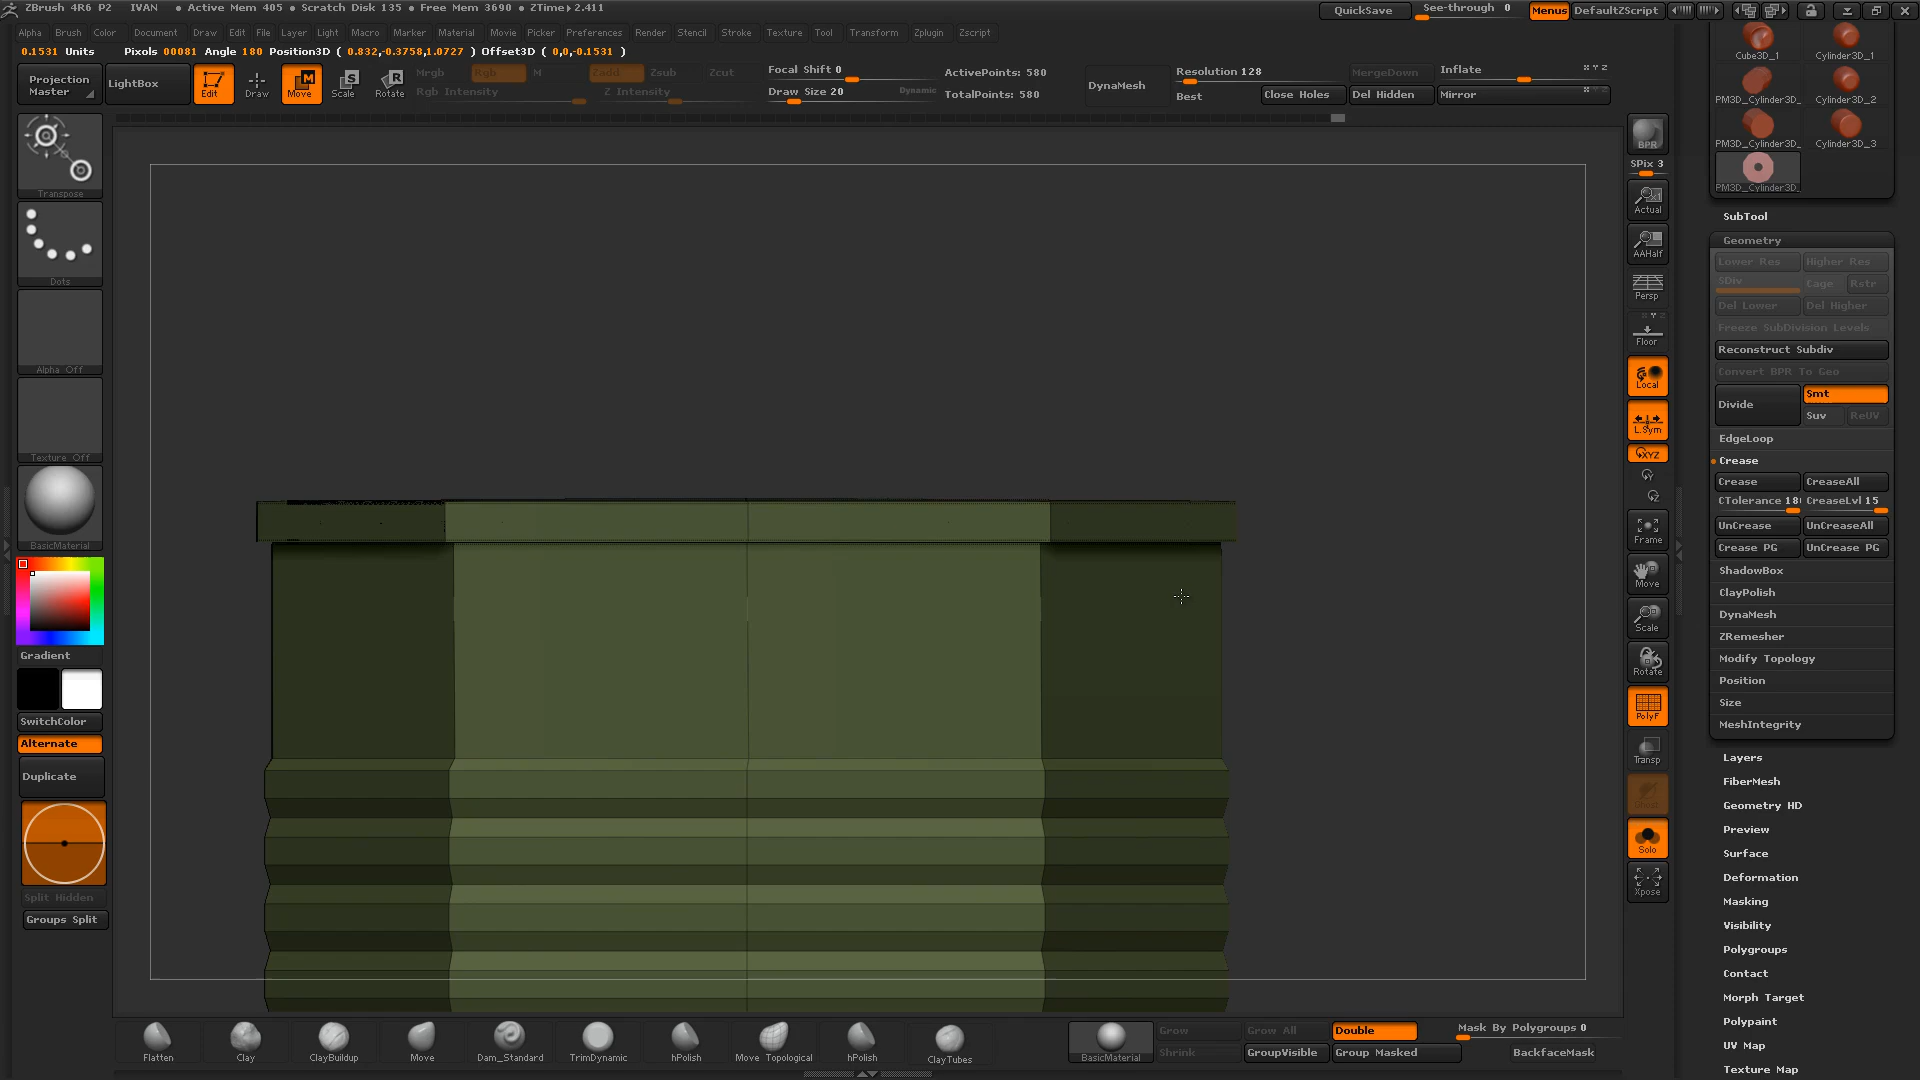 ZBrush 4R6 P2 IVAN • Active Mem 405 • Scratch Disk 135 • Free Mem 3690 • ZTime▸2.411 QuickSave See-through 0 Menus DefaultZScript
Alpha Brush Color Document Draw Edit File Layer Light Macro Marker Material Movie Picker Preferences Render Stencil Stroke Texture Tool Transform Zplugin Zscript
0.1531 Units Pixols 00081 Angle 180 Position3D ( 0.832,-0.3758,1.0727 ) Offset3D ( 0,0,-0.1531 )
Projection Master LightBox Edit Draw Move Scale Rotate
Mrgb Rgb M Zadd Zsub Zcut
Rgb Intensity Z Intensity
Focal Shift 0
Draw Size 20 Dynamic
ActivePoints: 580
TotalPoints: 580
DynaMesh
Resolution 128 MergeDown Inflate X Y Z
Best Close Holes Del Hidden Mirror
Transpose
Dots
Alpha Off
Texture Off
BasicMaterial
Gradient
SwitchColor
Alternate
Duplicate
Split Hidden
Groups Split
BPR
SPix 3
Actual
AAHalf
Persp
Floor
Local
L.Sym
XYZ
Y
Z
Frame
Move
Scale
Rotate
PolyF
Transp
Ghost
Solo
Xpose
Cube3D_1 Cylinder3D_1
PM3D_Cylinder3D_ Cylinder3D_2
PM3D_Cylinder3D_ Cylinder3D_3
PM3D_Cylinder3D_
SubTool
Geometry
Lower Res Higher Res
SDiv Cage Rstr
Del Lower Del Higher
Freeze SubDivision Levels
Reconstruct Subdiv
Convert BPR To Geo
Divide Smt
Suv ReUV
EdgeLoop
Crease
Crease CreaseAll
CTolerance 18 CreaseLvl 15
UnCrease UnCreaseAll
Crease PG UnCrease PG
ShadowBox
ClayPolish
DynaMesh
ZRemesher
Modify Topology
Position
Size
MeshIntegrity
Layers
FiberMesh
Geometry HD
Preview
Surface
Deformation
Masking
Visibility
Polygroups
Contact
Morph Target
Polypaint
UV Map
Texture Map
Flatten Clay ClayBuildup Move Dam_Standard TrimDynamic hPolish Move Topological hPolish ClayTubes BasicMaterial
Grow Grow All Double Mask By Polygroups 0
Shrink GroupVisible Group Masked BackfaceMask